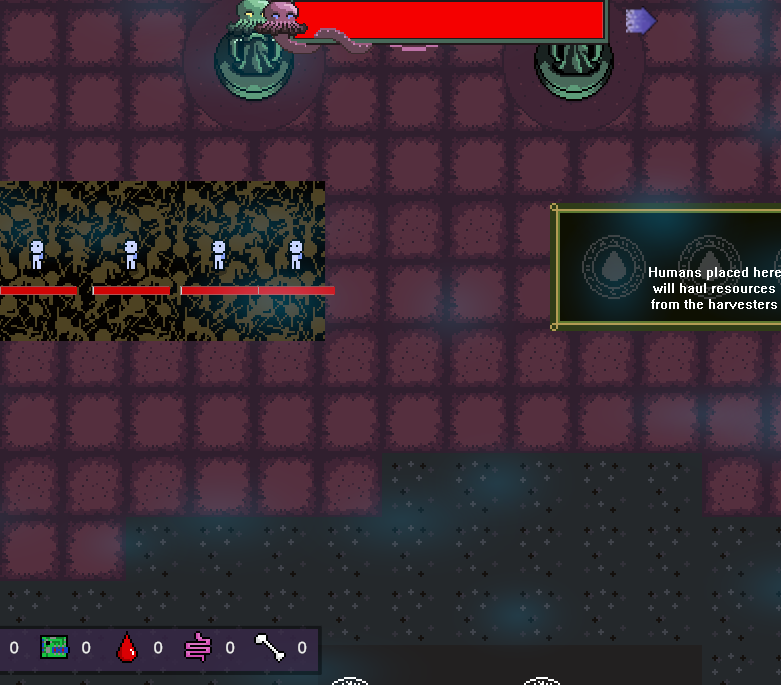 Humans placed here
will haul resources
from the harvesters
0 0 0 0 0